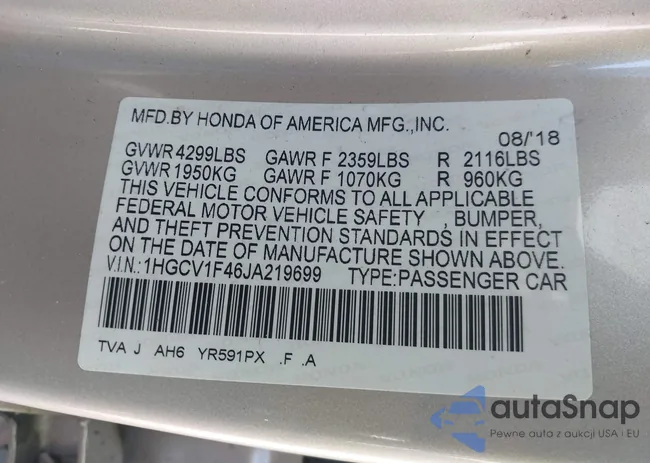 MFD.BY HONDA OF AMERICA MFG.,INC. 08/'18
GVWR 4299LBS GAWR F 2359LBS R 2116LBS
GVWR 1950KG GAWR F 1070KG R 960KG
THIS VEHICLE CONFORMS TO ALL APPLICABLE
FEDERAL MOTOR VEHICLE SAFETY , BUMPER,
AND THEFT PREVENTION STANDARDS IN EFFECT
ON THE DATE OF MANUFACTURE SHOWN ABOVE.
V.I.N.:1HGCV1F46JA219699 TYPE:PASSENGER CAR
TVA J AH6 YR591PX .F .A
autaSnap
Pewne auta z aukcji USA i EU